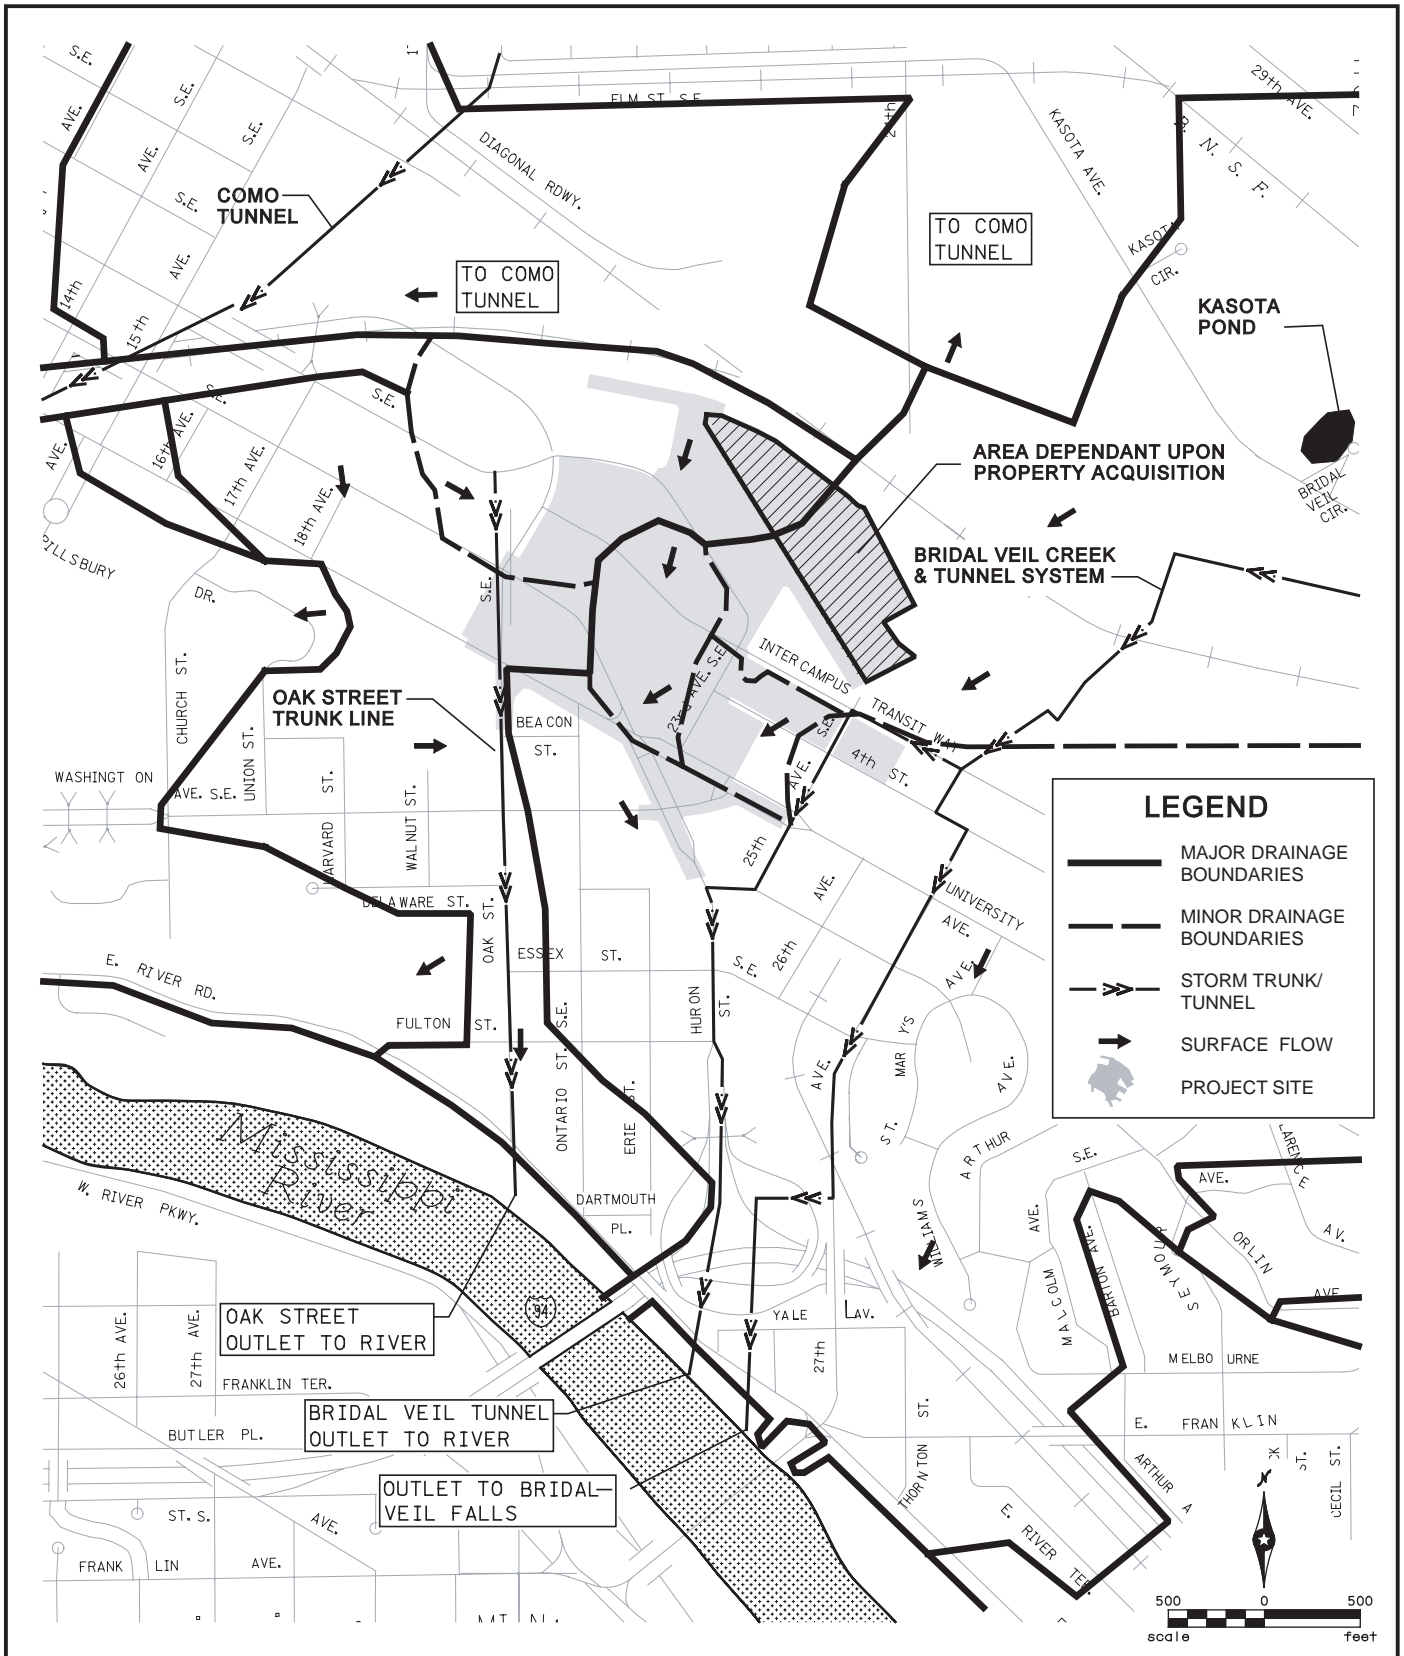 S.E.
AVE.
S.E.
S.E.
AVE.
S.E.
AVE.
14th
15th
ELM ST. S.E.
DIAGONAL RDWY.
24th
KASOTA AVE.
29th AVE.
B. N. S. F.
KASOTA
CIR.
COMO
TUNNEL
TO COMO
TUNNEL
TO COMO
TUNNEL
KASOTA
POND
BRIDAL
VEIL
CIR.
AREA DEPENDANT UPON
PROPERTY ACQUISITION
BRIDAL VEIL CREEK
& TUNNEL SYSTEM
S.E.
S.E.
AVE.
16th AVE.
17th AVE.
18th AVE.
PILLSBURY
DR.
S.E.
INTERCAMPUS
TRANSIT WAY
23rd AVE. S.E.
S.E.
AVE.
25th
4th ST.
OAK STREET
TRUNK LINE
CHURCH ST.
UNION ST.
HARVARD ST.
WALNUT ST.
BEACON
ST.
WASHINGTON
AVE. S.E.
DELAWARE ST.
OAK ST.
ESSEX ST.
S.E.
26th AVE.
UNIVERSITY
AVE.
E. RIVER RD.
FULTON ST.
ONTARIO ST. S.E.
ERIE ST.
HURON ST.
AVE.
MARY'S
AVE.
ST.
AVE.
ARTHUR
WILLIAMS
DARTMOUTH
PL.
Mississippi
River
W. RIVER PKWY.
94
LEGEND
MAJOR DRAINAGE
BOUNDARIES
MINOR DRAINAGE
BOUNDARIES
STORM TRUNK/
TUNNEL
SURFACE FLOW
PROJECT SITE
S.E.
CLARENCE
AVE.
AV.
ORLIN
AVE.
SEYMOUR
BARTON AVE.
MALCOLM
AVE.
MELBOURNE
E. FRANKLIN
ARTHUR A
CECIL ST.
ST.
YALE AV.
27th
THORNTON ST.
E. RIVER TER.
OAK STREET
OUTLET TO RIVER
BRIDAL VEIL TUNNEL
OUTLET TO RIVER
OUTLET TO BRIDAL—
VEIL FALLS
26th AVE.
27th AVE.
FRANKLIN TER.
BUTLER PL.
ST. S.
AVE.
FRANKLIN AVE.
N
500 0 500
scale feet